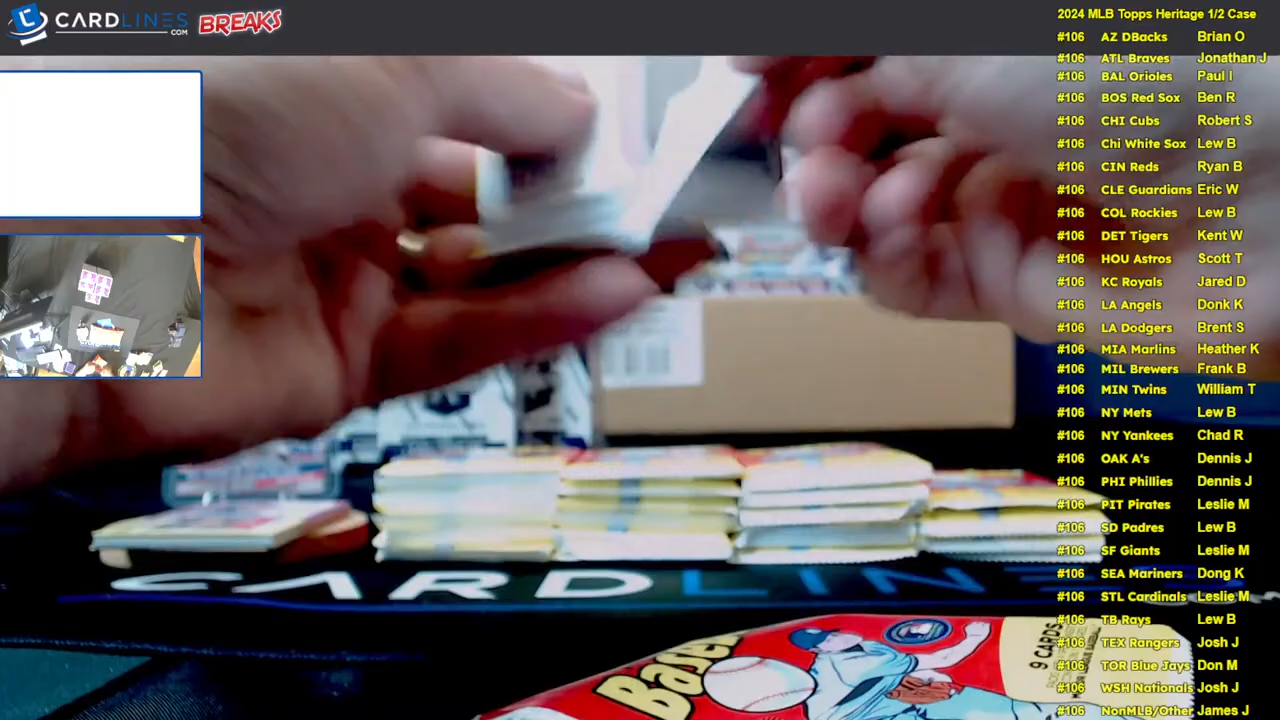 CARDLINES
.COM
BREAKS
2024 MLB Topps Heritage 1/2 Case
#106 AZ DBacks Brian O
#106 ATL Braves Jonathan J
#106 BAL Orioles Paul I
#106 BOS Red Sox Ben R
#106 CHI Cubs Robert S
#106 Chi White Sox Lew B
#106 CIN Reds Ryan B
#106 CLE Guardians Eric W
#106 COL Rockies Lew B
#106 DET Tigers Kent W
#106 HOU Astros Scott T
#106 KC Royals Jared D
#106 LA Angels Donk K
#106 LA Dodgers Brent S
#106 MIA Marlins Heather K
#106 MIL Brewers Frank B
#106 MIN Twins William T
#106 NY Mets Lew B
#106 NY Yankees Chad R
#106 OAK A's Dennis J
#106 PHI Phillies Dennis J
#106 PIT Pirates Leslie M
#106 SD Padres Lew B
#106 SF Giants Leslie M
#106 SEA Mariners Dong K
#106 STL Cardinals Leslie M
#106 TB Rays Lew B
#106 TEX Rangers Josh J
#106 TOR Blue Jays Don M
#106 WSH Nationals Josh J
#106 NonMLB/Other James J
CARDLINES
9 CARDS